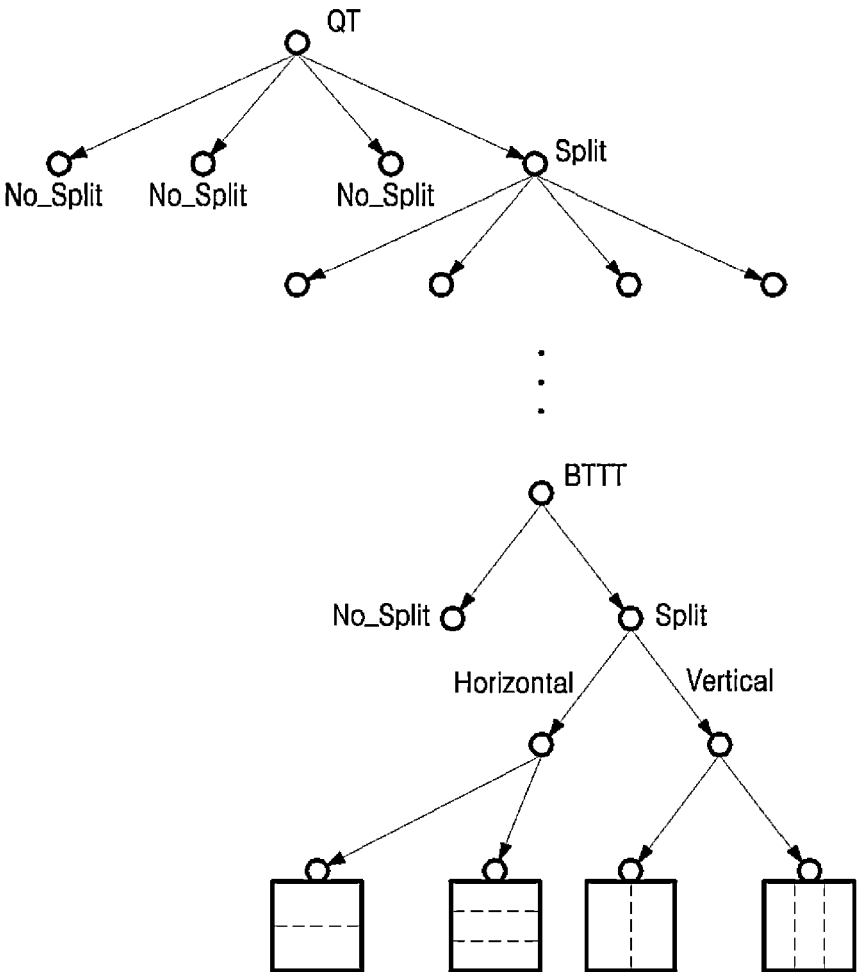 QT
Split
No_Split No_Split No_Split
BTTT
No_Split Split
Horizontal Vertical